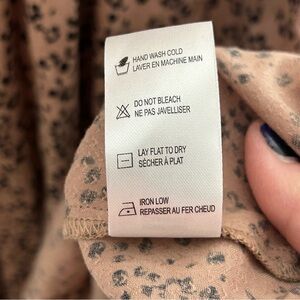 HAND WASH COLD
LAVER EN MACHINE MAIN
DO NOT BLEACH
NE PAS JAVELLISER
LAY FLAT TO DRY
SÉCHER À PLAT
IRON LOW
REPASSER AU FER CHEUD